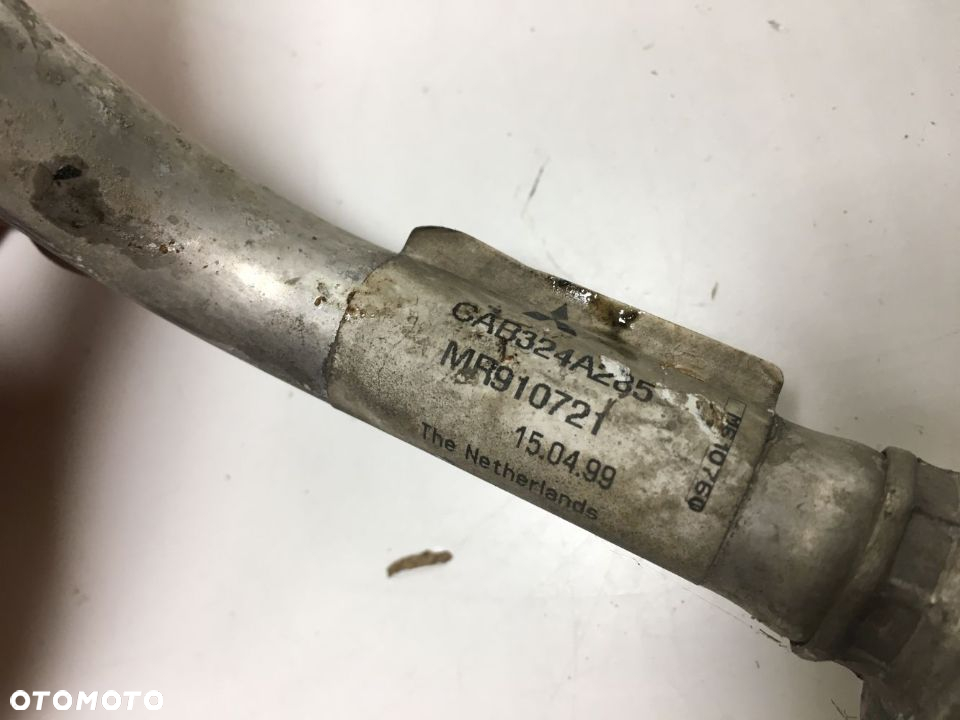 CAB324A285
MR910721
15.04.99
The Netherlands
OTOMOTO